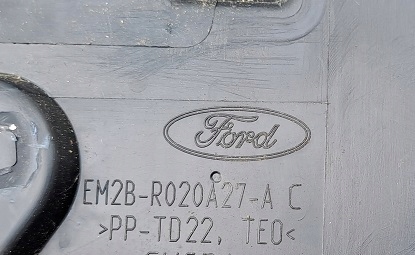 Ford
EM2B-R020A27-A C
>PP-TD22, TEO<